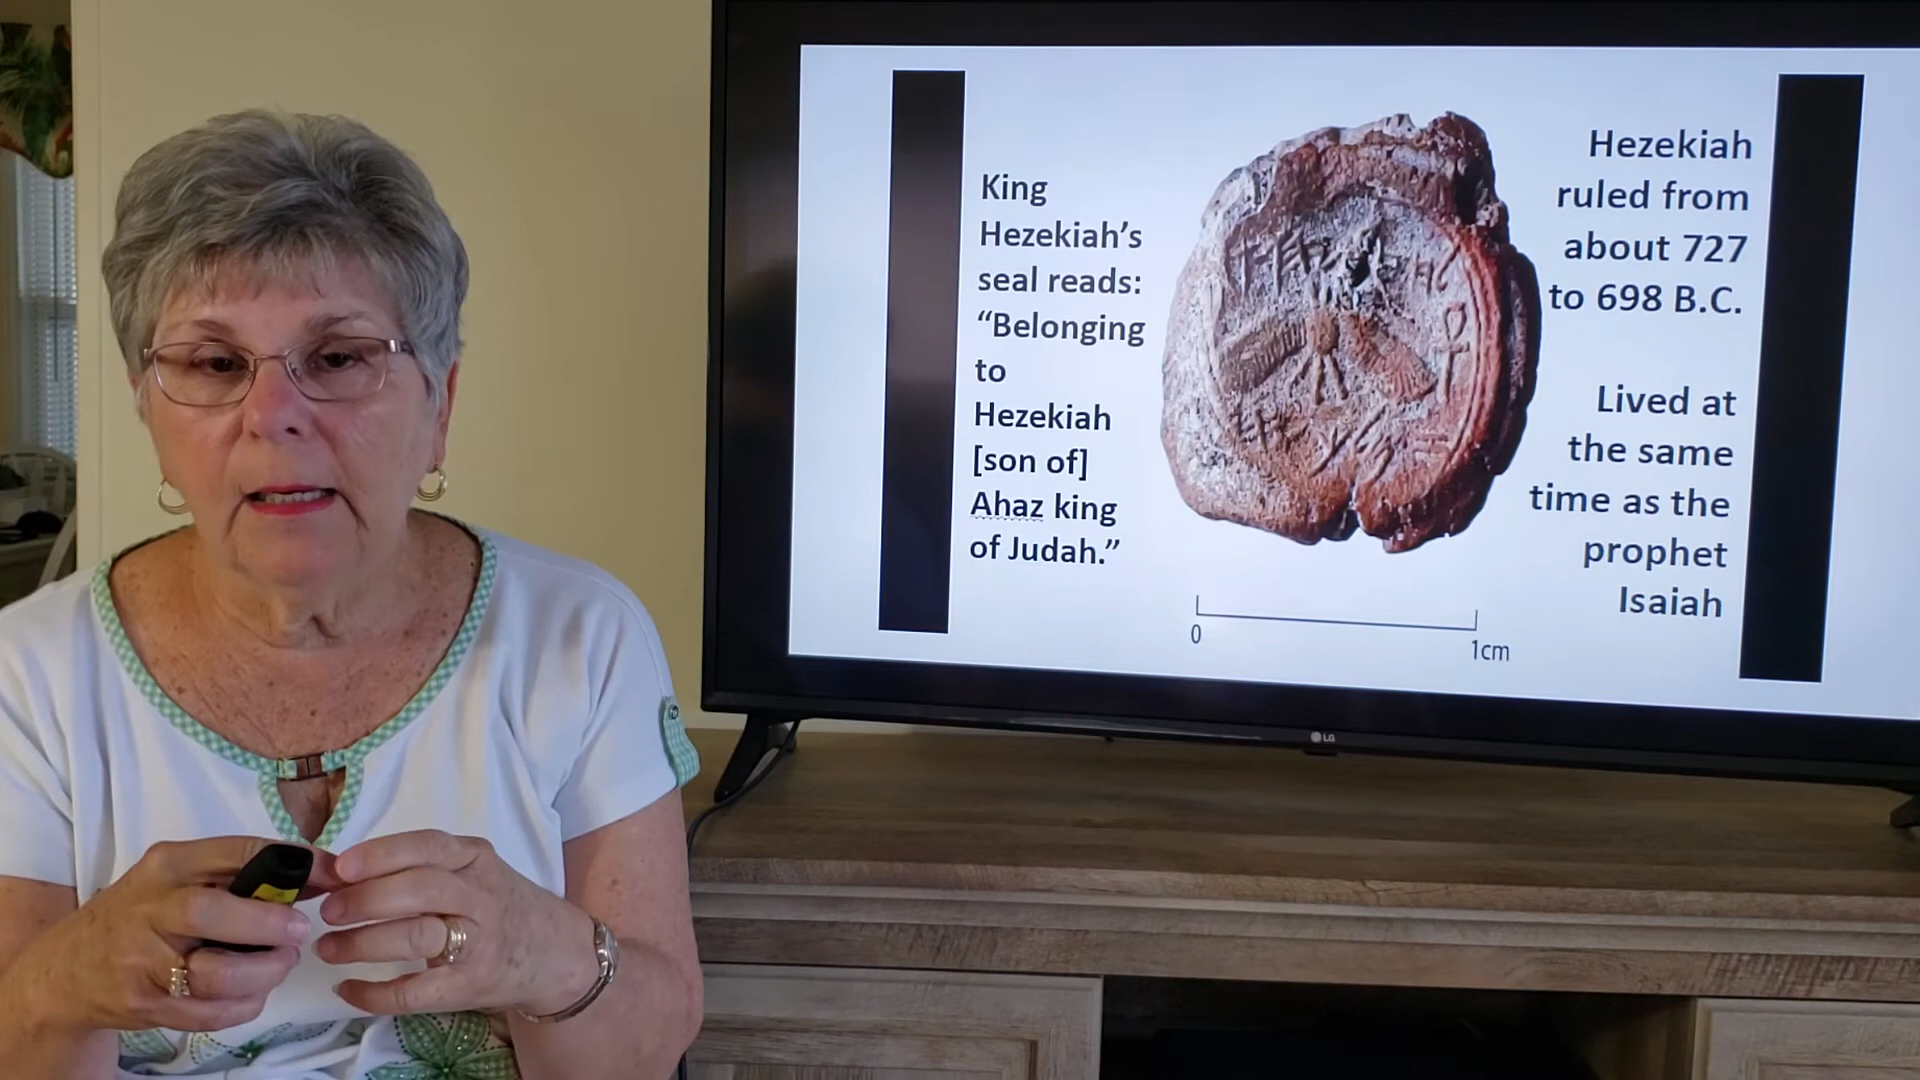 King
Hezekiah’s
seal reads:
“Belonging
to
Hezekiah
[son of]
Ahaz king
of Judah.”
Hezekiah
ruled from
about 727
to 698 B.C.
Lived at
the same
time as the
prophet
Isaiah
0
1cm
LG